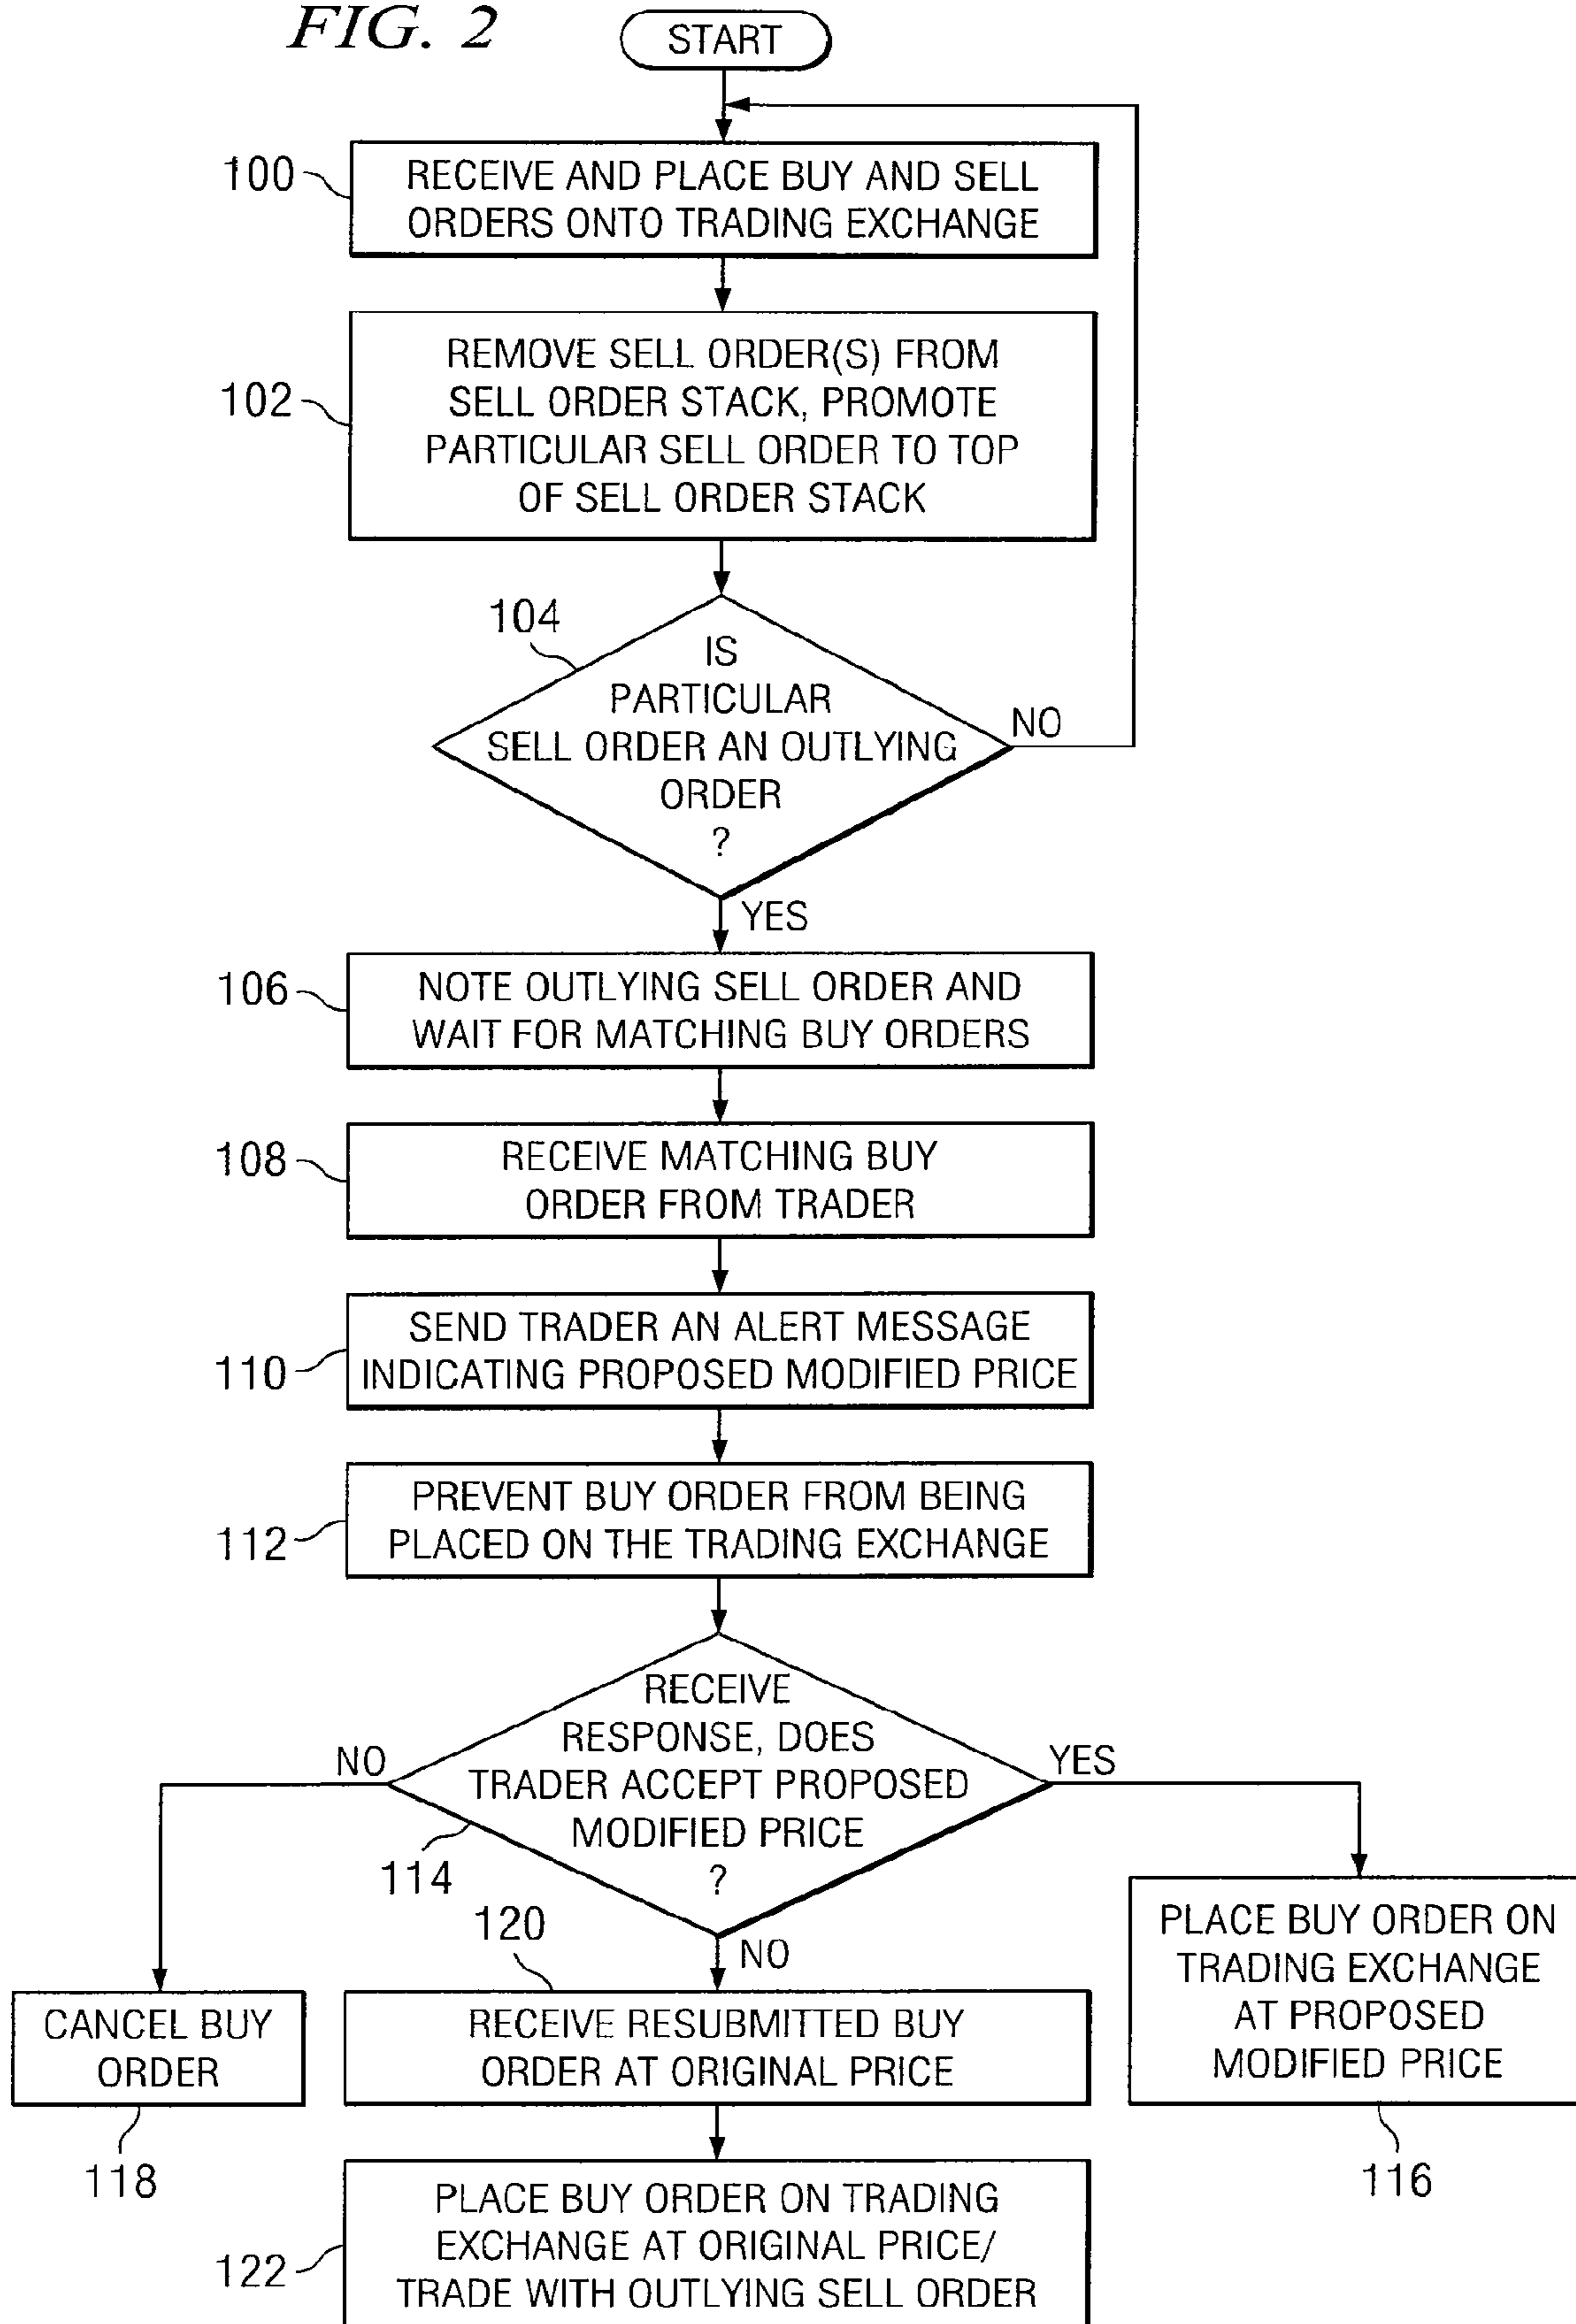 FIG. 2
START
100
RECEIVE AND PLACE BUY AND SELL
ORDERS ONTO TRADING EXCHANGE
102
REMOVE SELL ORDER(S) FROM
SELL ORDER STACK, PROMOTE
PARTICULAR SELL ORDER TO TOP
OF SELL ORDER STACK
104
IS
PARTICULAR
SELL ORDER AN OUTLYING
ORDER
?
NO
YES
106
NOTE OUTLYING SELL ORDER AND
WAIT FOR MATCHING BUY ORDERS
108
RECEIVE MATCHING BUY
ORDER FROM TRADER
110
SEND TRADER AN ALERT MESSAGE
INDICATING PROPOSED MODIFIED PRICE
112
PREVENT BUY ORDER FROM BEING
PLACED ON THE TRADING EXCHANGE
RECEIVE
RESPONSE, DOES
TRADER ACCEPT PROPOSED
MODIFIED PRICE
?
114
NO
YES
NO
CANCEL BUY
ORDER
118
120
RECEIVE RESUBMITTED BUY
ORDER AT ORIGINAL PRICE
PLACE BUY ORDER ON
TRADING EXCHANGE
AT PROPOSED
MODIFIED PRICE
116
122
PLACE BUY ORDER ON TRADING
EXCHANGE AT ORIGINAL PRICE/
TRADE WITH OUTLYING SELL ORDER